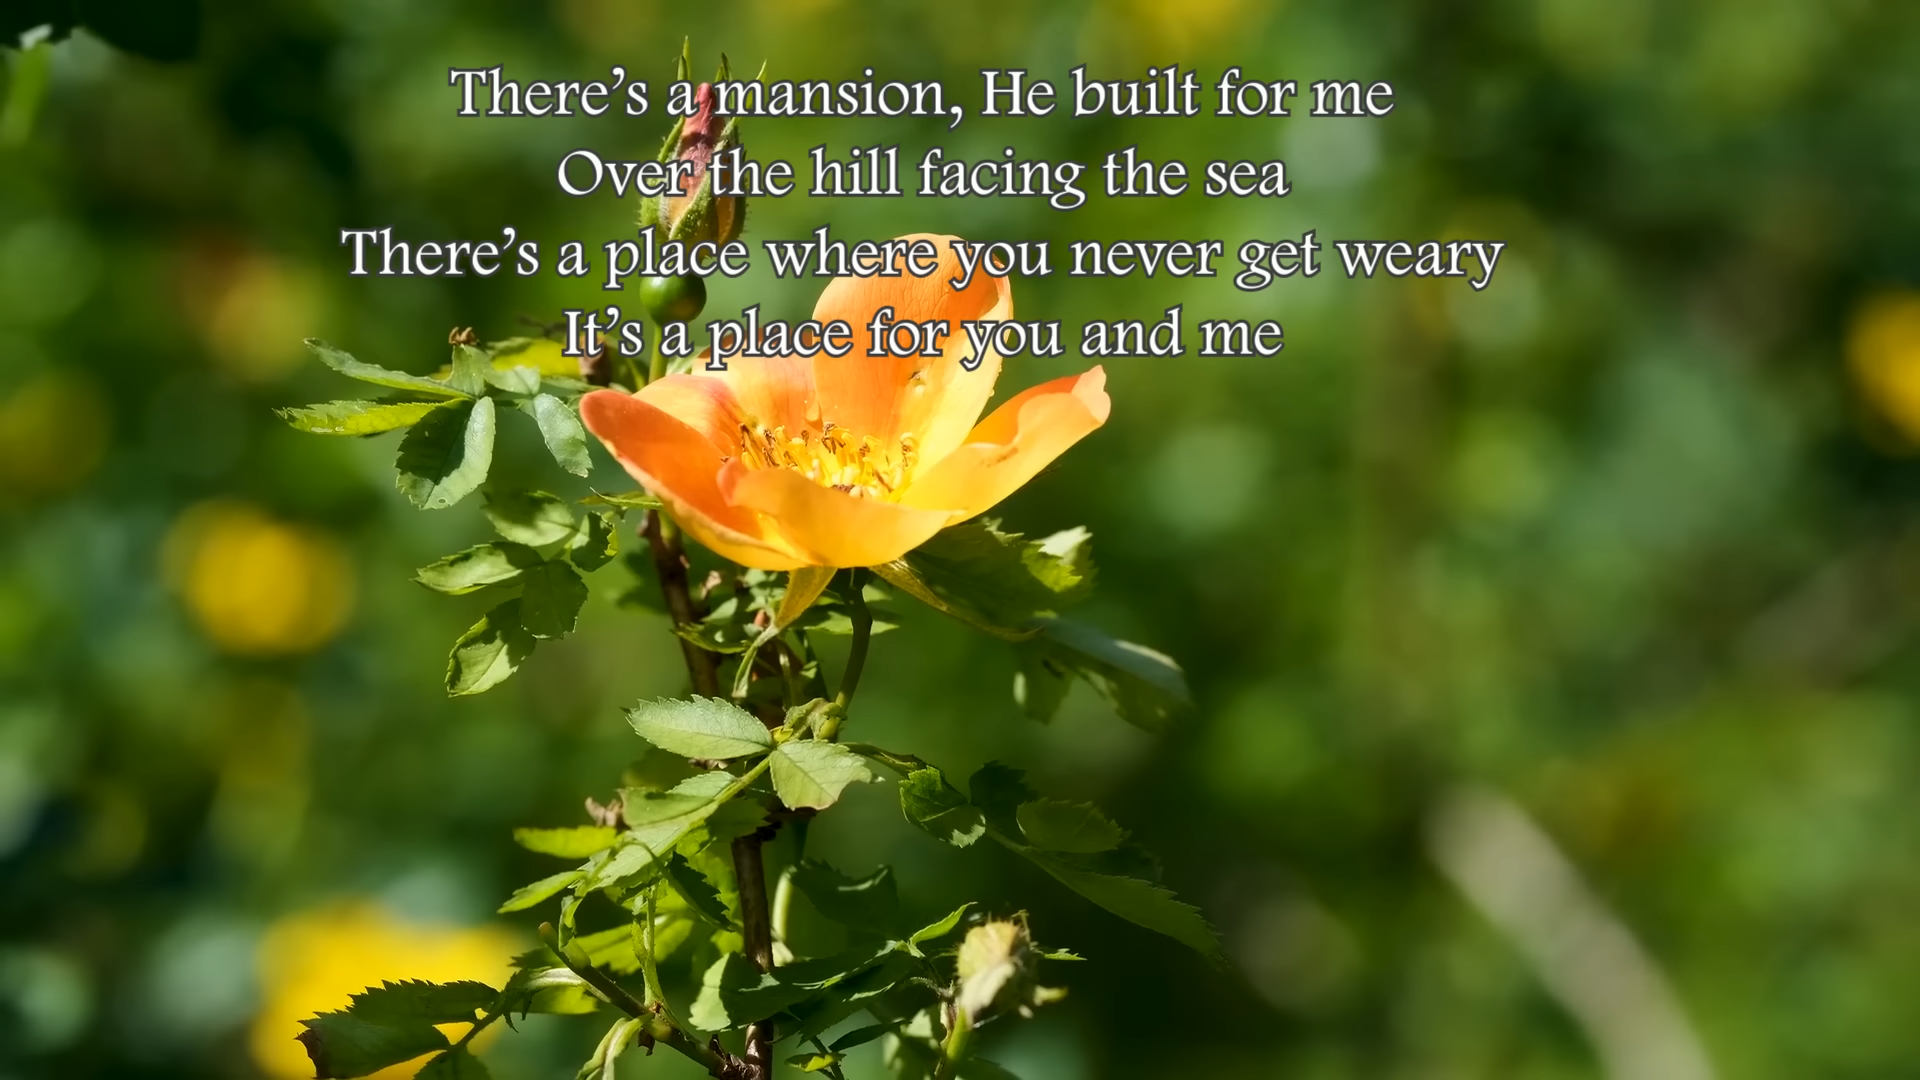 There's a mansion, He built for me
Over the hill facing the sea
There's a place where you never get weary
It's a place for you and me